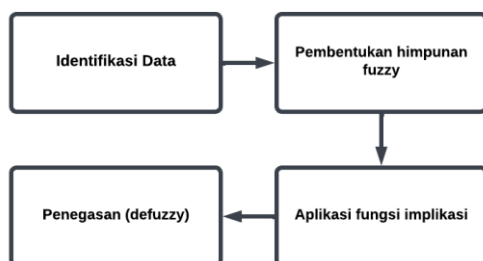 Identifikasi Data
Pembentukan himpunan
fuzzy
Aplikasi fungsi implikasi
Penegasan (defuzzy)